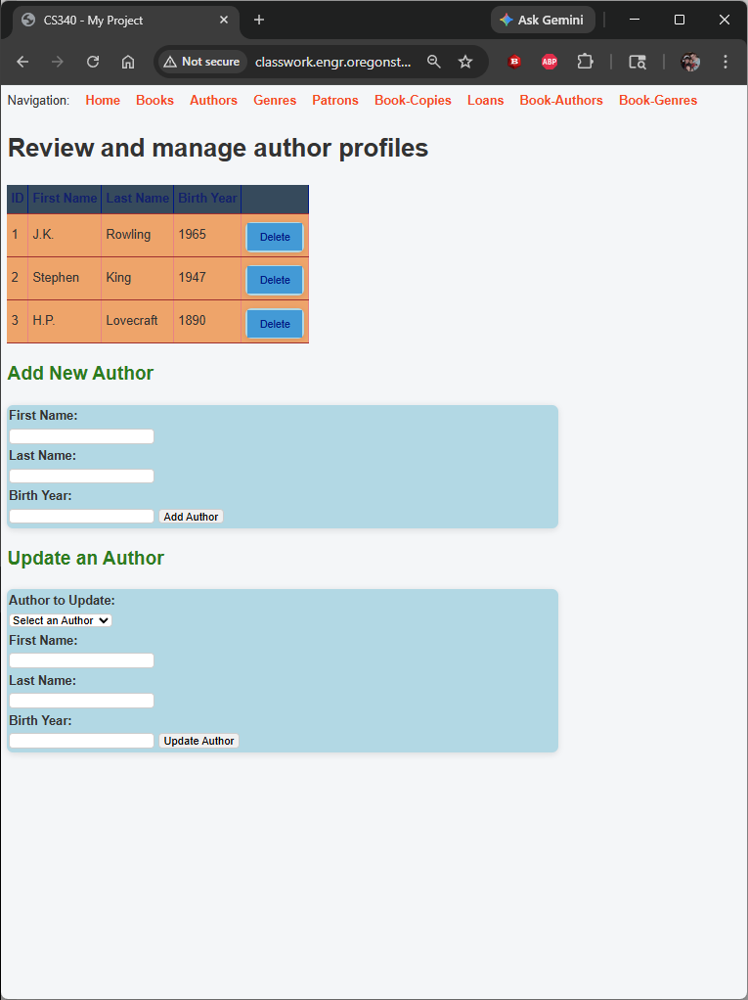 CS340 - My Project
Ask Gemini
Not secure classwork.engr.oregonst...
B ABP
Navigation: Home Books Authors Genres Patrons Book-Copies Loans Book-Authors Book-Genres
Review and manage author profiles
ID First Name Last Name Birth Year
1 J.K. Rowling 1965 Delete
2 Stephen King 1947 Delete
3 H.P. Lovecraft 1890 Delete
Add New Author
First Name:
Last Name:
Birth Year:
Add Author
Update an Author
Author to Update:
Select an Author
First Name:
Last Name:
Birth Year:
Update Author